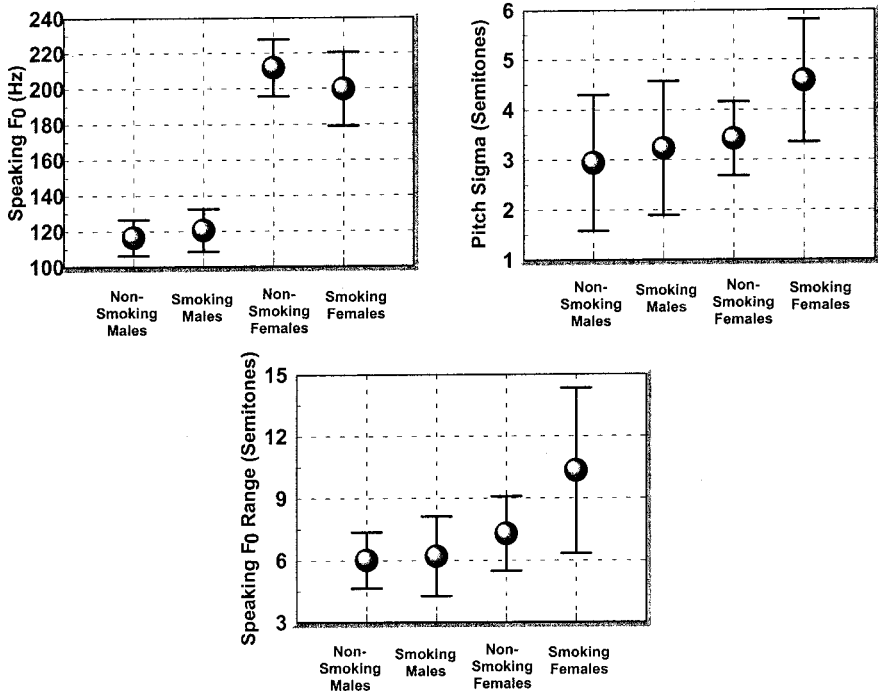 Speaking F0 (Hz)
240
220
200
180
160
140
120
100
Non-
Smoking
Males
Smoking
Males
Non-
Smoking
Females
Smoking
Females
Pitch Sigma (Semitones)
6
5
4
3
2
1
Non-
Smoking
Males
Smoking
Males
Non-
Smoking
Females
Smoking
Females
Speaking F0 Range (Semitones)
15
12
9
6
3
Non-
Smoking
Males
Smoking
Males
Non-
Smoking
Females
Smoking
Females